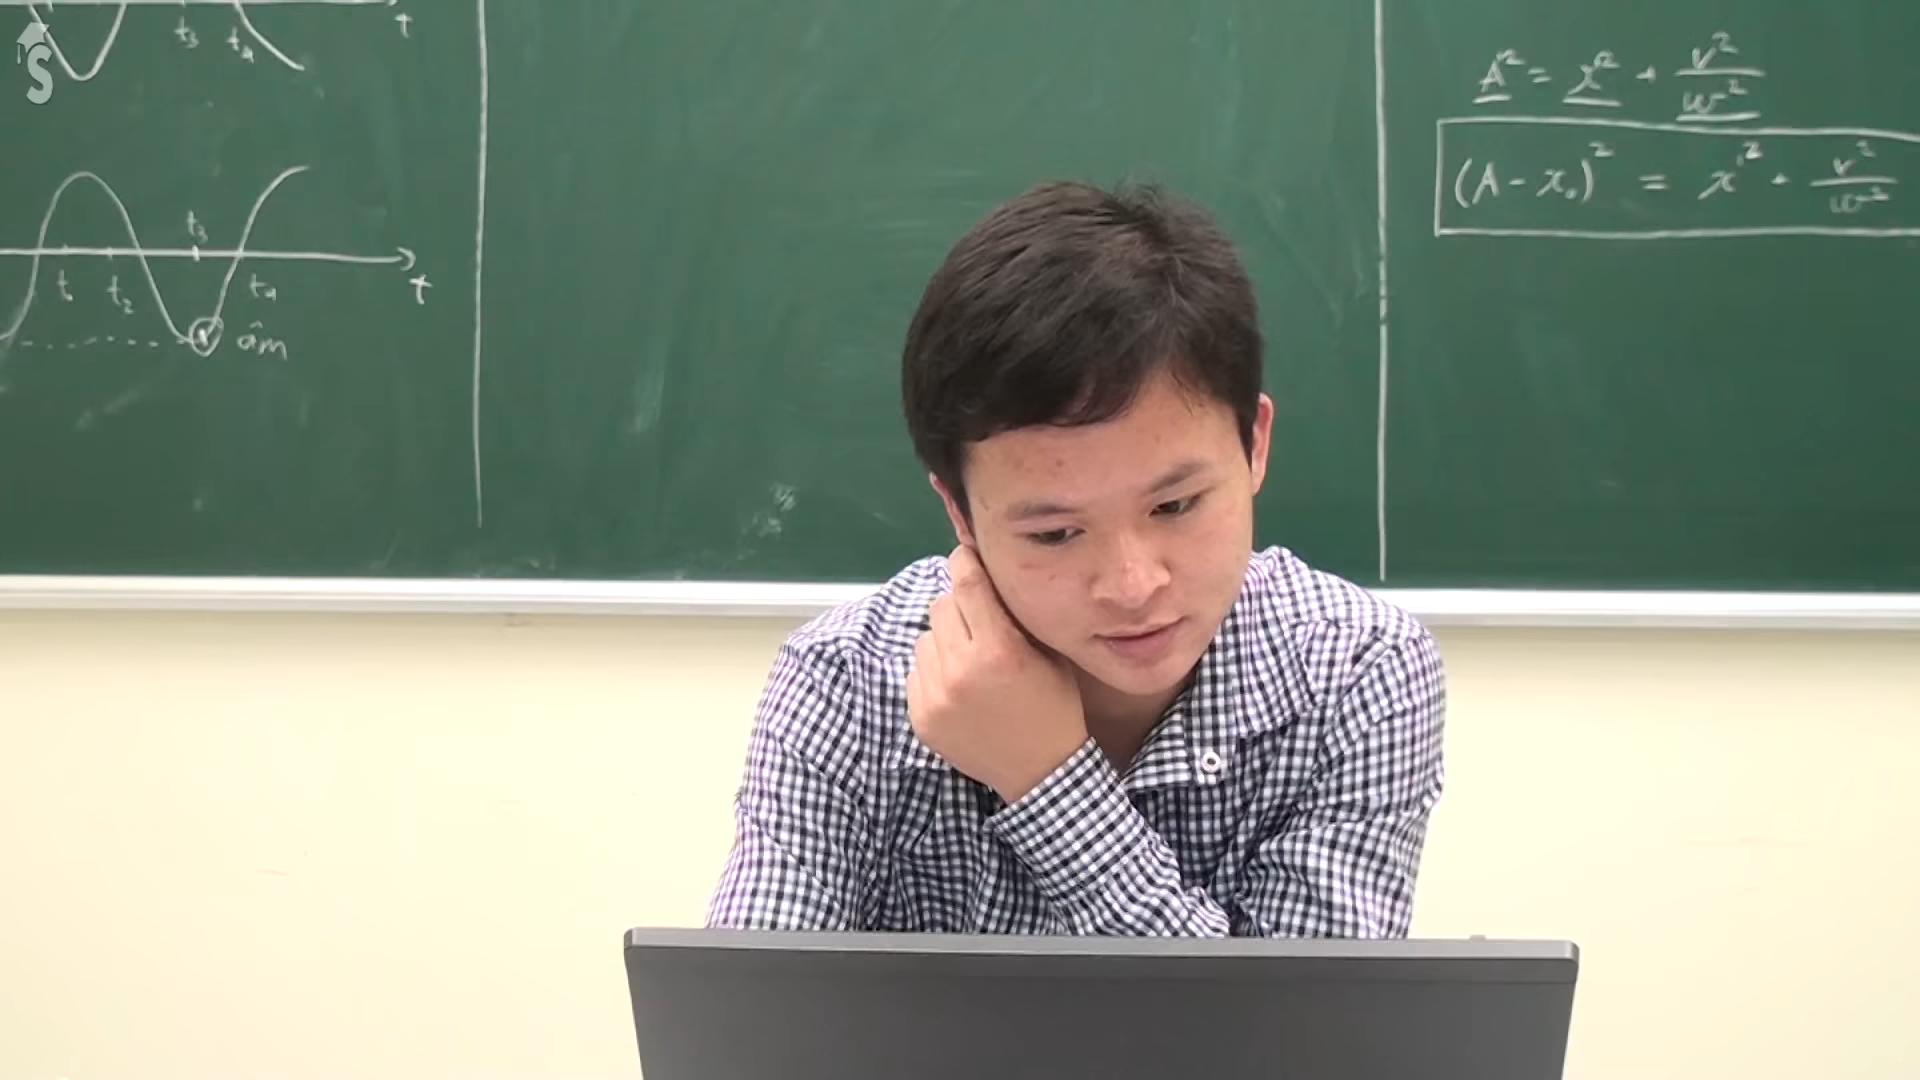 S
t
t₃ t₄
t₃
t t₂ t₄ t
âm
A² = x² + v²/ω²
(A - x₀)² = x'² + v²/ω²